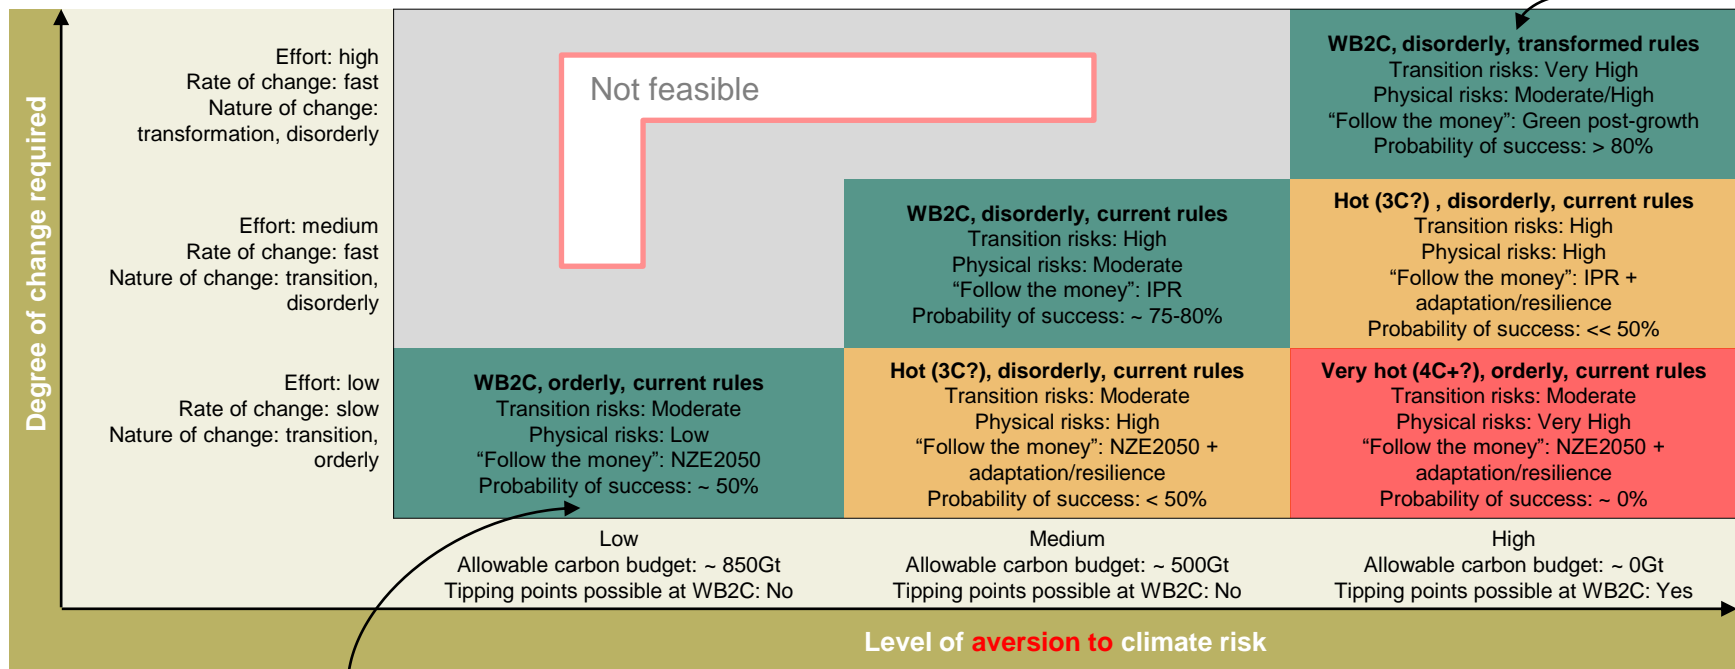 Degree of change required
Effort: high
Rate of change: fast
Nature of change:
transformation, disorderly
Not feasible
WB2C, disorderly, transformed rules
Transition risks: Very High
Physical risks: Moderate/High
“Follow the money”: Green post-growth
Probability of success: > 80%
Effort: medium
Rate of change: fast
Nature of change: transition,
disorderly
WB2C, disorderly, current rules
Transition risks: High
Physical risks: Moderate
“Follow the money”: IPR
Probability of success: ~ 75-80%
Hot (3C?) , disorderly, current rules
Transition risks: High
Physical risks: High
“Follow the money”: IPR +
adaptation/resilience
Probability of success: << 50%
Effort: low
Rate of change: slow
Nature of change: transition,
orderly
WB2C, orderly, current rules
Transition risks: Moderate
Physical risks: Low
“Follow the money”: NZE2050
Probability of success: ~ 50%
Hot (3C?), disorderly, current rules
Transition risks: Moderate
Physical risks: High
“Follow the money”: NZE2050 +
adaptation/resilience
Probability of success: < 50%
Very hot (4C+?), orderly, current rules
Transition risks: Moderate
Physical risks: Very High
“Follow the money”: NZE2050 +
adaptation/resilience
Probability of success: ~ 0%
Low
Allowable carbon budget: ~ 850Gt
Tipping points possible at WB2C: No
Medium
Allowable carbon budget: ~ 500Gt
Tipping points possible at WB2C: No
High
Allowable carbon budget: ~ 0Gt
Tipping points possible at WB2C: Yes
Level of aversion to climate risk